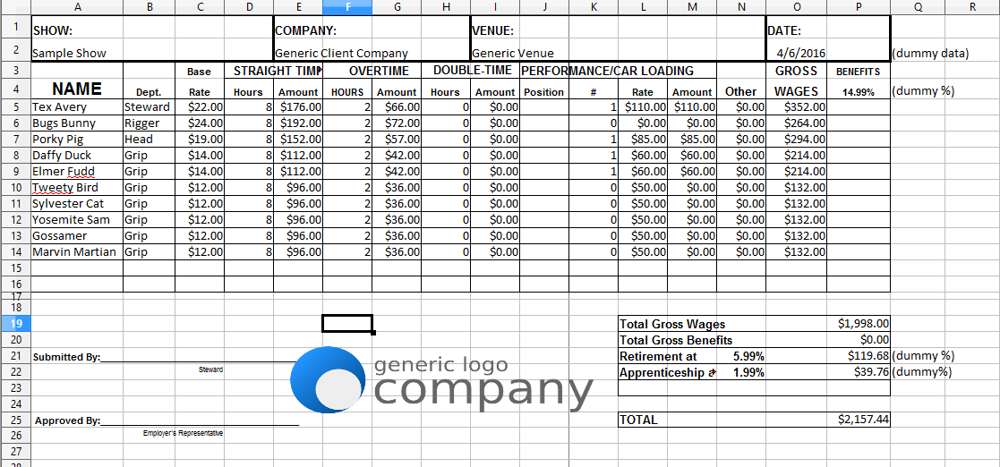 A B C D E F G H I J K L M N O P Q R
1 SHOW: COMPANY: VENUE: DATE:
2 Sample Show Generic Client Company Generic Venue 4/6/2016 (dummy data)
3 Base STRAIGHT TIM OVERTIME DOUBLE-TIME PERFORMANCE/CAR LOADING GROSS BENEFITS
4 NAME Dept. Rate Hours Amount HOURS Amount Hours Amount Position # Rate Amount Other WAGES 14.99% (dummy %)
5 Tex Avery Steward $22.00 8 $176.00 2 $66.00 0 $0.00 1 $110.00 $110.00 $0.00 $352.00
6 Bugs Bunny Rigger $24.00 8 $192.00 2 $72.00 0 $0.00 0 $0.00 $0.00 $0.00 $264.00
7 Porky Pig Head $19.00 8 $152.00 2 $57.00 0 $0.00 1 $85.00 $85.00 $0.00 $294.00
8 Daffy Duck Grip $14.00 8 $112.00 2 $42.00 0 $0.00 1 $60.00 $60.00 $0.00 $214.00
9 Elmer Fudd Grip $14.00 8 $112.00 2 $42.00 0 $0.00 1 $60.00 $60.00 $0.00 $214.00
10 Tweety Bird Grip $12.00 8 $96.00 2 $36.00 0 $0.00 0 $50.00 $0.00 $0.00 $132.00
11 Sylvester Cat Grip $12.00 8 $96.00 2 $36.00 0 $0.00 0 $50.00 $0.00 $0.00 $132.00
12 Yosemite Sam Grip $12.00 8 $96.00 2 $36.00 0 $0.00 0 $50.00 $0.00 $0.00 $132.00
13 Gossamer Grip $12.00 8 $96.00 2 $36.00 0 $0.00 0 $50.00 $0.00 $0.00 $132.00
14 Marvin Martian Grip $12.00 8 $96.00 2 $36.00 0 $0.00 0 $50.00 $0.00 $0.00 $132.00
15
16
17
18
19 Total Gross Wages $1,998.00
20 Total Gross Benefits $0.00
21 Submitted By: Retirement at 5.99% $119.68 (dummy %)
22 Steward generic logo Apprenticeship 1.99% $39.76 (dummy%)
23 company
24
25 Approved By: TOTAL $2,157.44
26 Employer's Representative
27
28